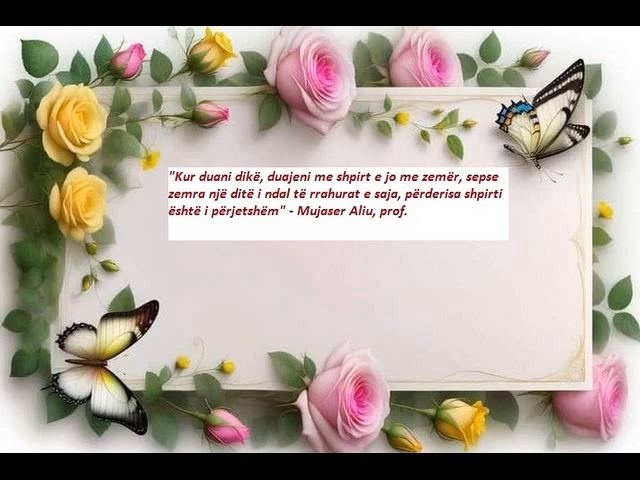 "Kur duani dikë, duajeni me shpirt e jo me zemër, sepse
zemra një ditë i ndal të rrahurat e saja, përderisa shpirti
është i përjetshëm" - Mujaser Aliu, prof.